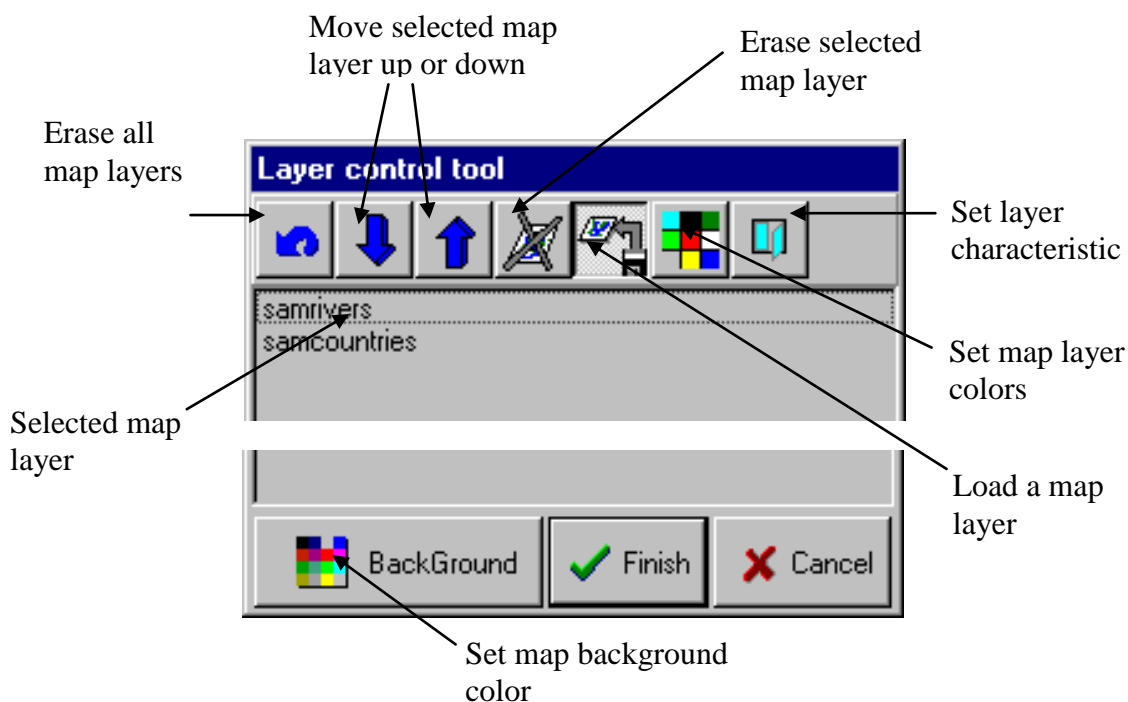 Move selected map
layer up or down
Erase selected
map layer
Erase all
map layers
Layer control tool
Set layer
characteristic
samrivers
samcountries
Set map layer
colors
Selected map
layer
Load a map
layer
BackGround
Finish
Cancel
Set map background
color